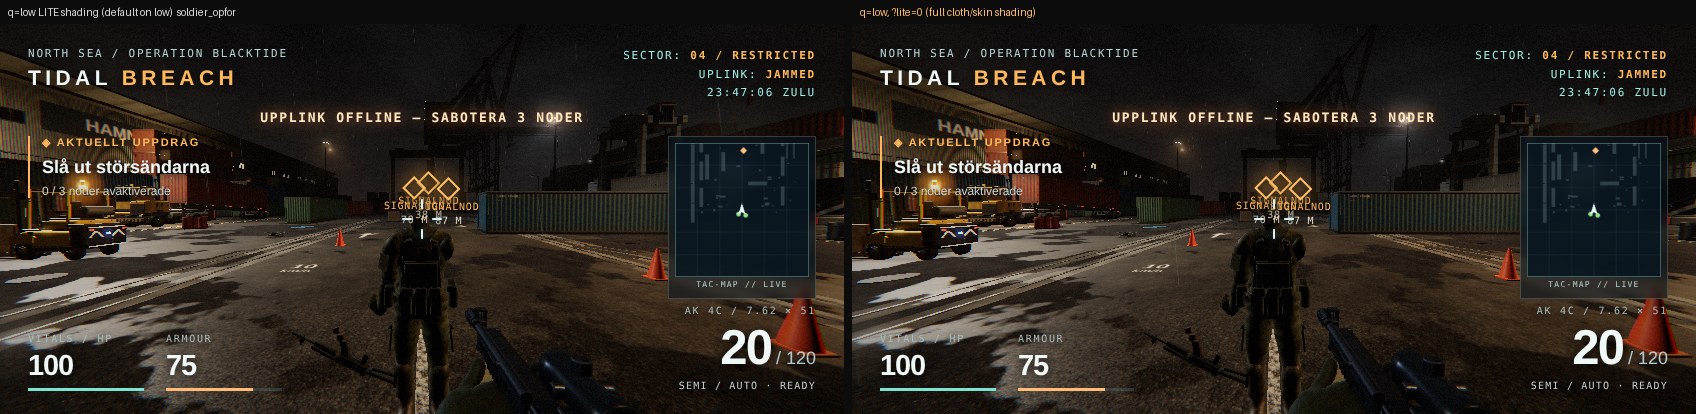 q=low LITE shading (default on low) soldier_opfor
NORTH SEA / OPERATION BLACKTIDE
TIDAL BREACH
SECTOR: 04 / RESTRICTED
UPLINK: JAMMED
23:47:06 ZULU
UPPLINK OFFLINE — SABOTERA 3 NODER
HAMN
◆ AKTUELLT UPPDRAG
Slå ut störsändarna
0 / 3 noder avaktiverade
TAC-MAP // LIVE
AK 4C / 7.62 × 51
20 / 120
SEMI / AUTO · READY
VITALS / HP
100
ARMOUR
75
q=low, ?lite=0 (full cloth/skin shading)
NORTH SEA / OPERATION BLACKTIDE
TIDAL BREACH
SECTOR: 04 / RESTRICTED
UPLINK: JAMMED
23:47:06 ZULU
UPPLINK OFFLINE — SABOTERA 3 NODER
HAMN
◆ AKTUELLT UPPDRAG
Slå ut störsändarna
0 / 3 noder avaktiverade
TAC-MAP // LIVE
AK 4C / 7.62 × 51
20 / 120
SEMI / AUTO · READY
VITALS / HP
100
ARMOUR
75